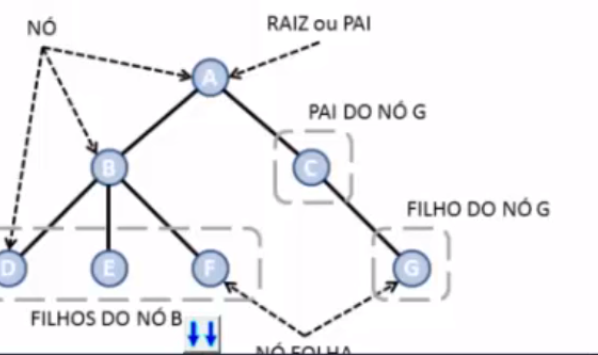 NÓ
RAIZ ou PAI
A
PAI DO NÓ G
B
C
FILHO DO NÓ G
D
E
F
G
FILHOS DO NÓ B
NÓ FOLHA